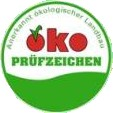 Anerkannt ökologischer Landbau
öko
PRÜFZEICHEN